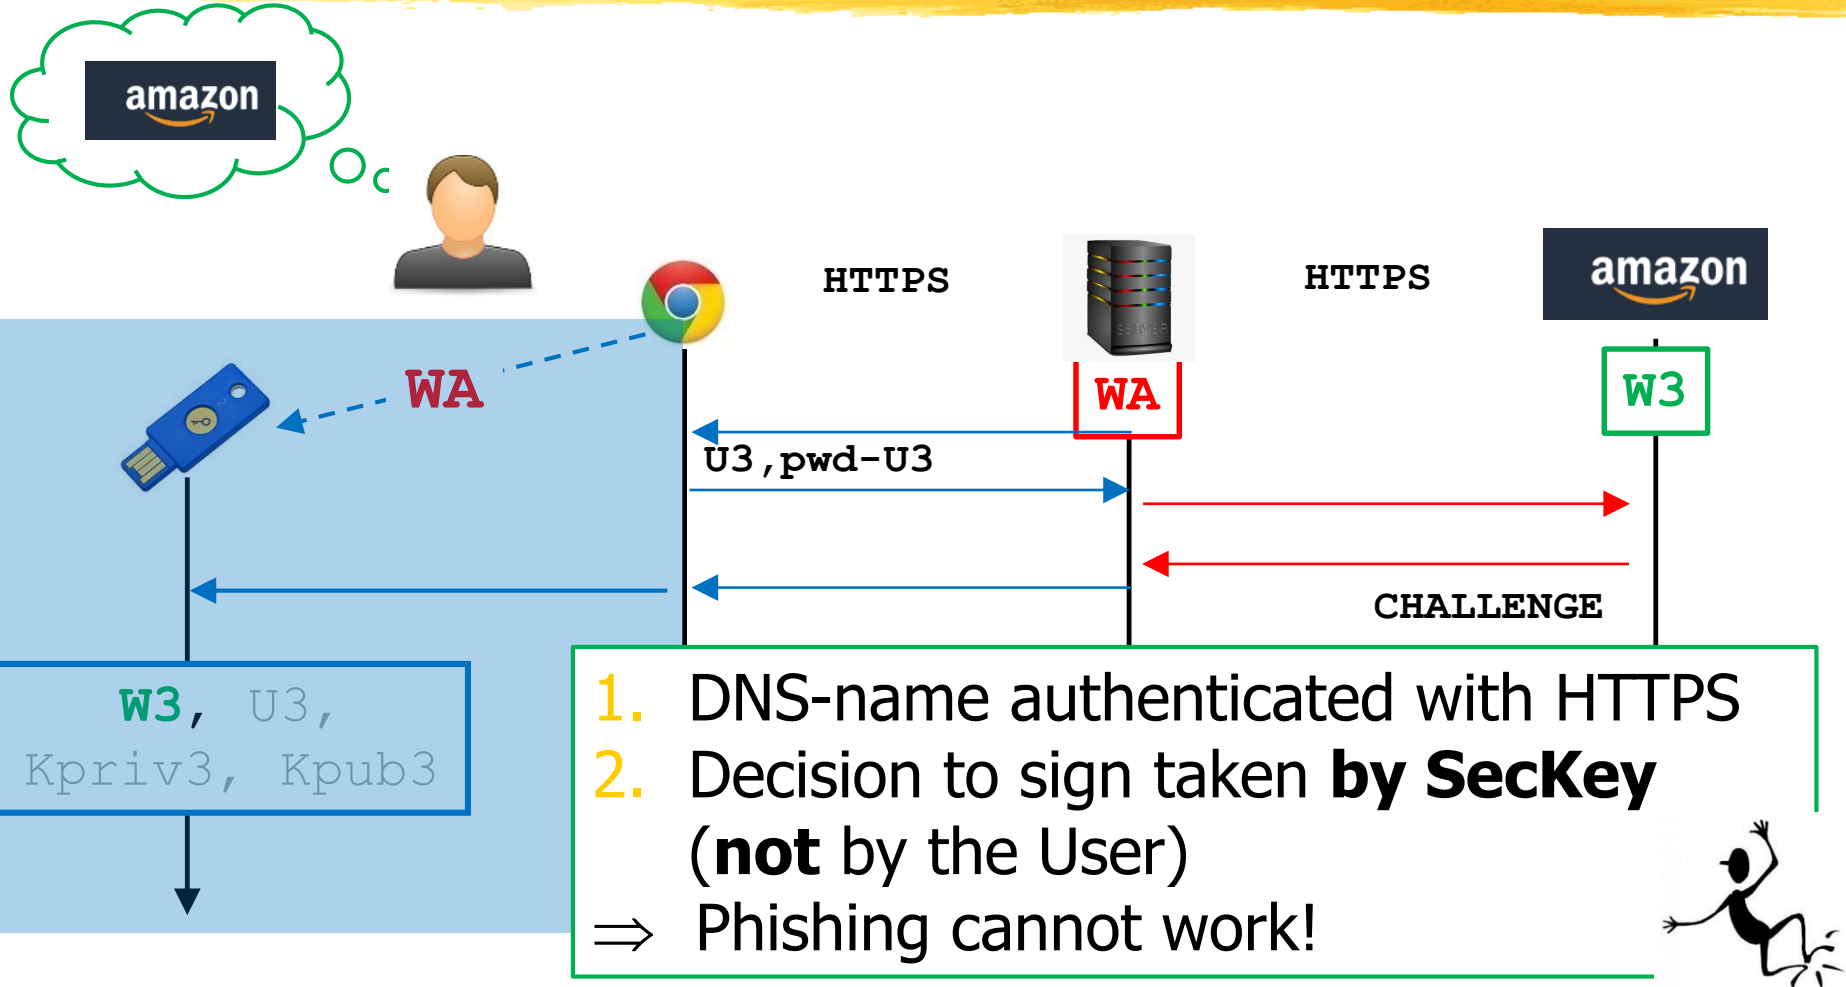 amazon
HTTPS
HTTPS
amazon
SERVER
WA
WA
W3
U3,pwd-U3
CHALLENGE
W3, U3,
Kpriv3, Kpub3
1. DNS-name authenticated with HTTPS
2. Decision to sign taken by SecKey
(not by the User)
⇒ Phishing cannot work!